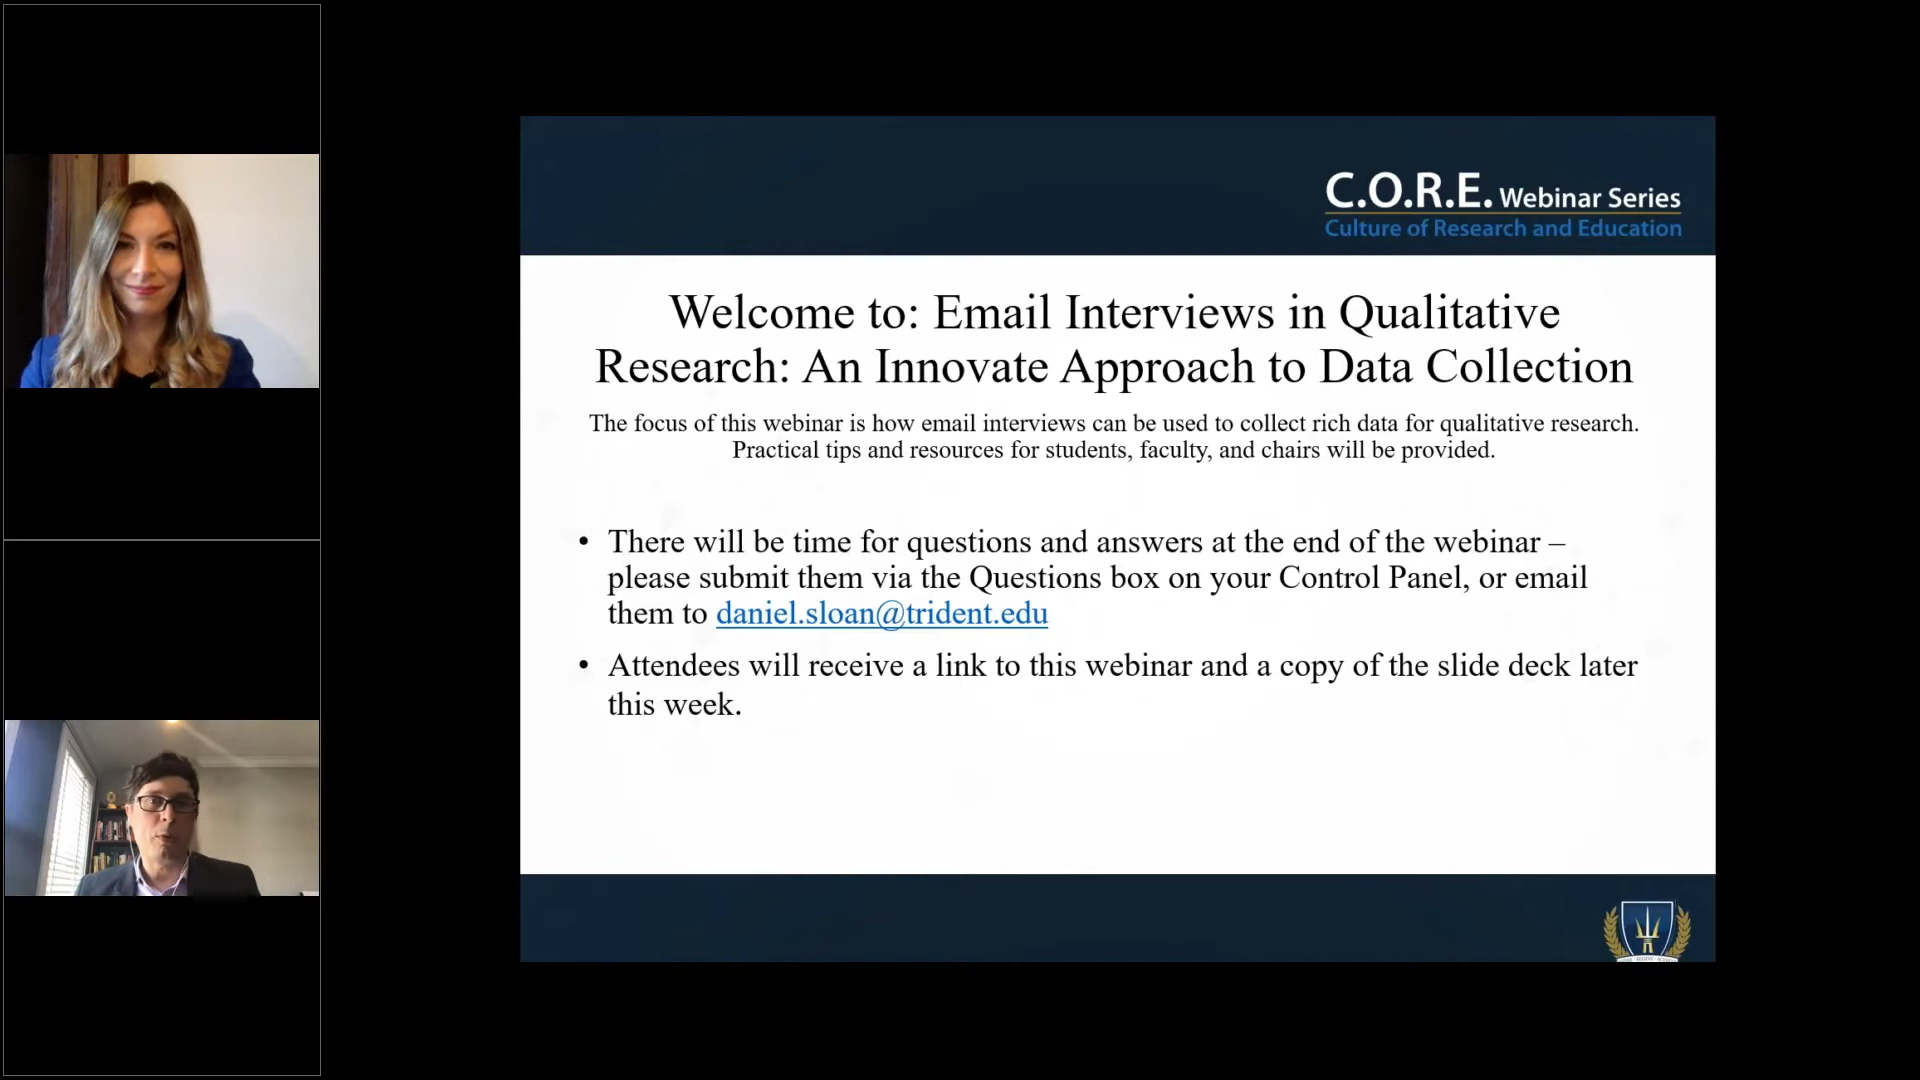 C.O.R.E. Webinar Series
Culture of Research and Education
Welcome to: Email Interviews in Qualitative
Research: An Innovate Approach to Data Collection
The focus of this webinar is how email interviews can be used to collect rich data for qualitative research.
Practical tips and resources for students, faculty, and chairs will be provided.
• There will be time for questions and answers at the end of the webinar –
please submit them via the Questions box on your Control Panel, or email
them to daniel.sloan@trident.edu
• Attendees will receive a link to this webinar and a copy of the slide deck later
this week.